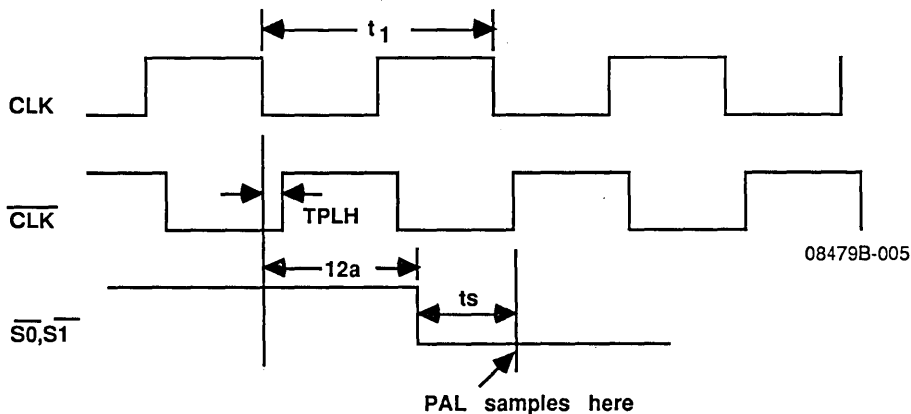 t1
CLK
CLK
TPLH
08479B-005
12a
ts
S0,S1
PAL samples here